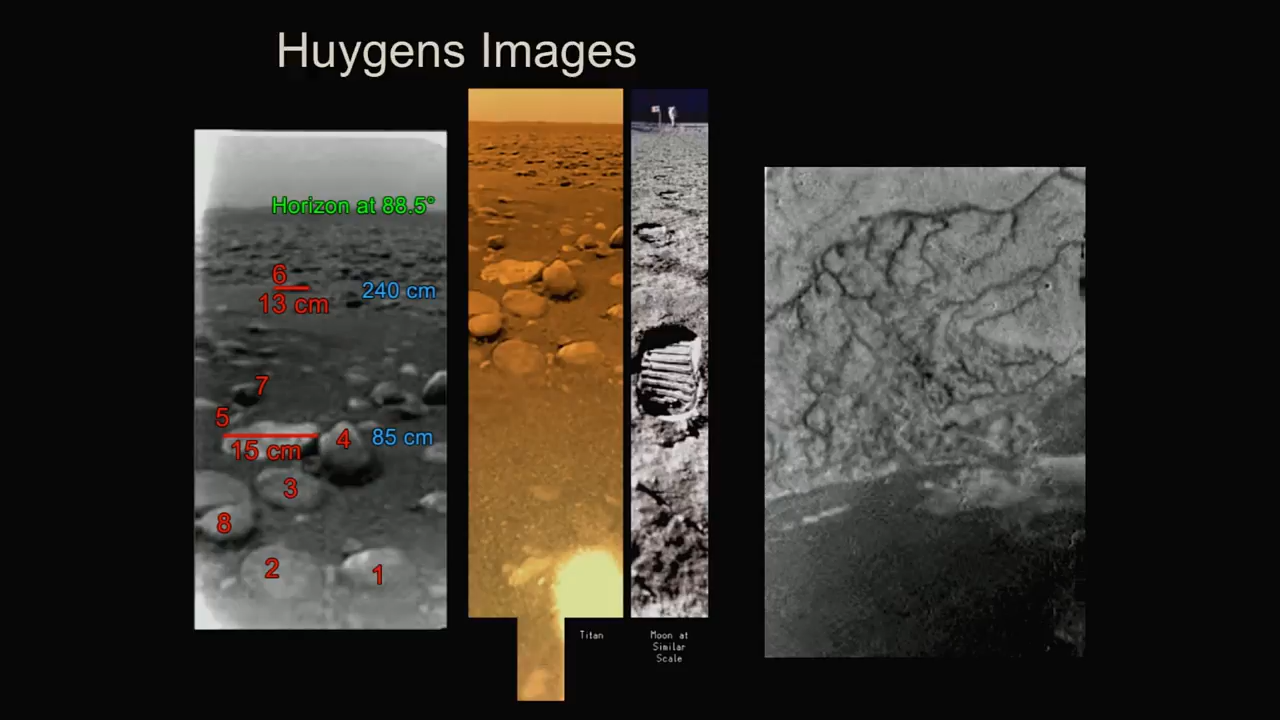 Huygens Images
Horizon at 88.5°
6
13 cm
240 cm
7
5
15 cm
4
85 cm
3
8
2
1
Titan
Moon at
Similar
Scale